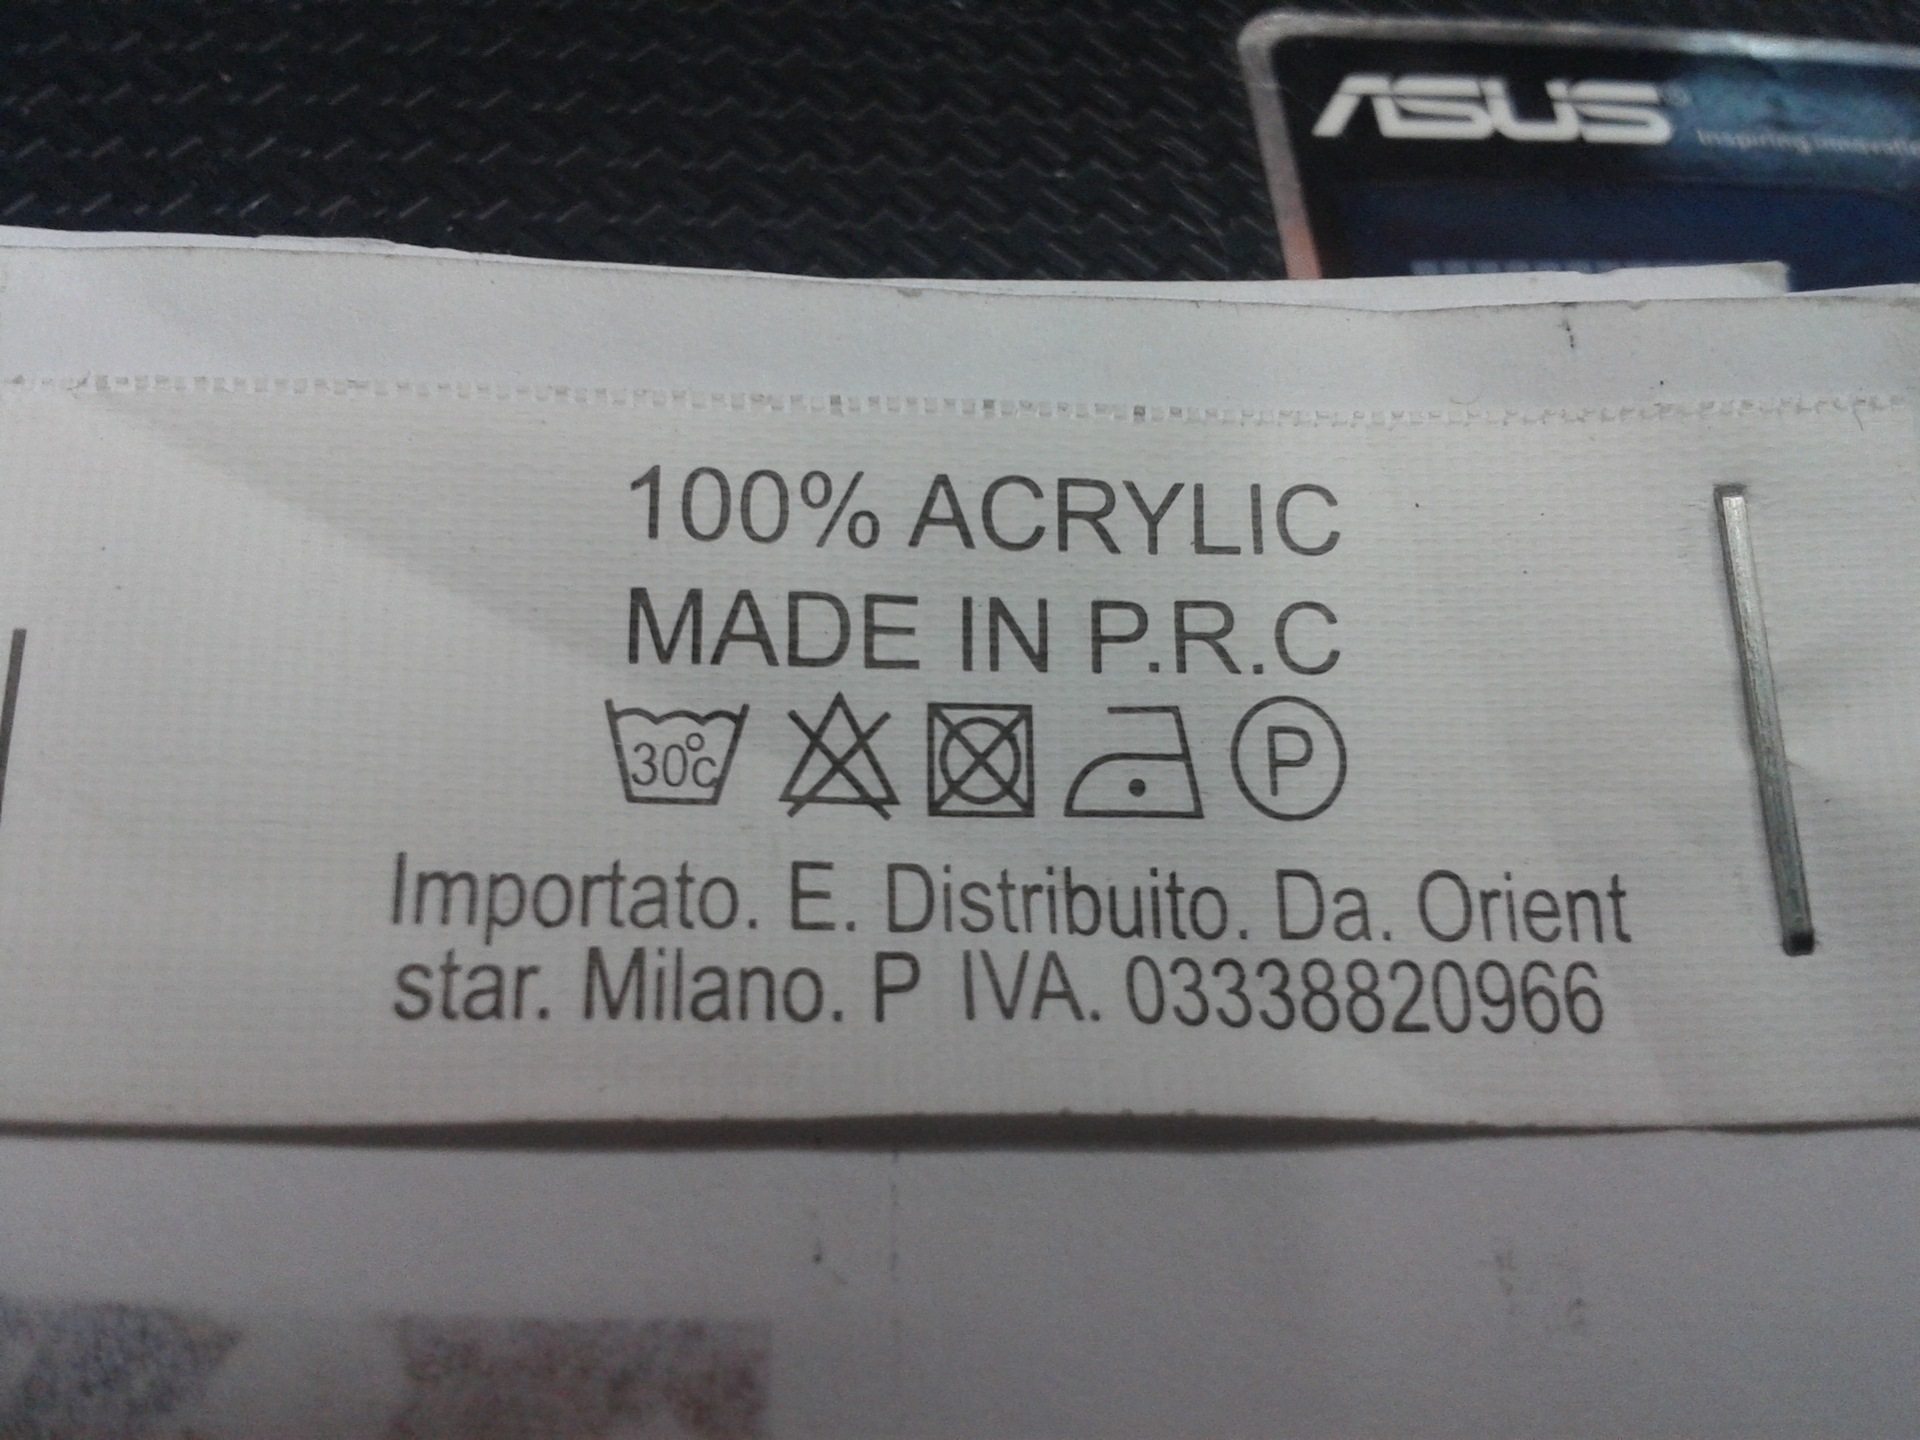 ASUS
100% ACRYLIC
MADE IN P.R.C
30°C P
Importato. E. Distribuito. Da. Orient
star. Milano. P IVA. 03338820966